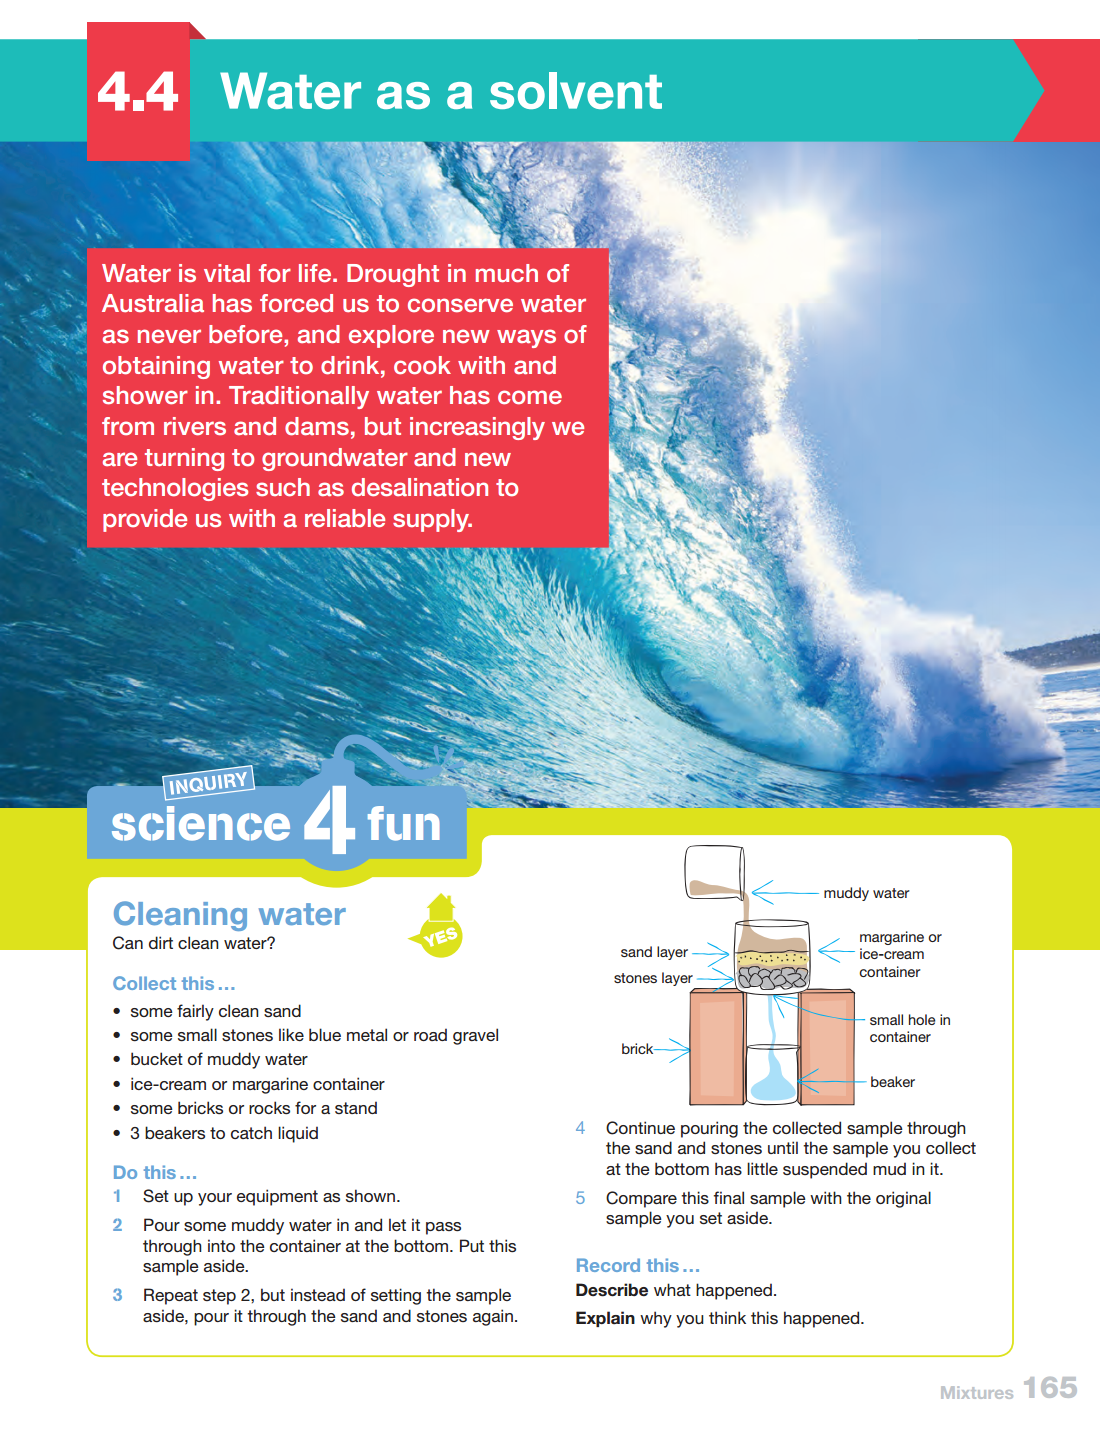 4.4
Water as a solvent
Water is vital for life. Drought in much of
Australia has forced us to conserve water
as never before, and explore new ways of
obtaining water to drink, cook with and
shower in. Traditionally water has come
from rivers and dams, but increasingly we
are turning to groundwater and new
technologies such as desalination to
provide us with a reliable supply.
INQUIRY
science 4 fun
Cleaning water
Can dirt clean water?
YES
Collect this...
• some fairly clean sand
• some small stones like blue metal or road gravel
• bucket of muddy water
• ice-cream or margarine container
• some bricks or rocks for a stand
• 3 beakers to catch liquid
Do this...
1 Set up your equipment as shown.
2 Pour some muddy water in and let it pass
through into the container at the bottom. Put this
sample aside.
3 Repeat step 2, but instead of setting the sample
aside, pour it through the sand and stones again.
muddy water
sand layer
stones layer
margarine or
ice-cream
container
small hole in
container
brick
beaker
4 Continue pouring the collected sample through
the sand and stones until the sample you collect
at the bottom has little suspended mud in it.
5 Compare this final sample with the original
sample you set aside.
Record this...
Describe what happened.
Explain why you think this happened.
Mixtures 165